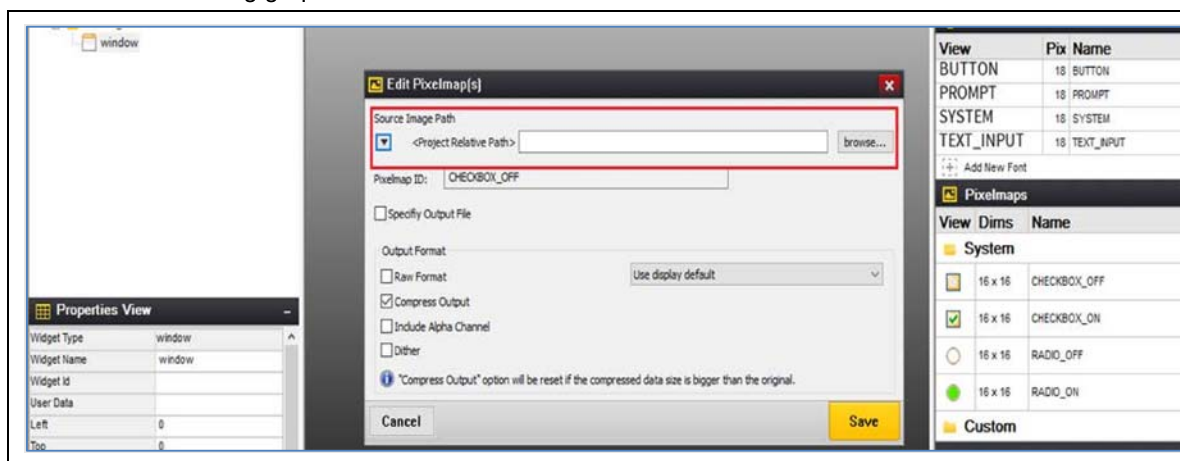 window
Edit Pixelmap(s)
Source Image Path
<Project Relative Path>
browse...
Pixelmap ID: CHECKBOX_OFF
Specifiy Output File
Output Format
Raw Format
Use display default
Compress Output
Include Alpha Channel
Dither
"Compress Output" option will be reset if the compressed data size is bigger than the original.
Cancel
Save
Properties View
Widget Type window
Widget Name window
Widget Id
User Data
Left 0
Top 0
View Pix Name
BUTTON 18 BUTTON
PROMPT 18 PROMPT
SYSTEM 18 SYSTEM
TEXT_INPUT 18 TEXT_INPUT
Add New Font
Pixelmaps
View Dims Name
System
16 x 16 CHECKBOX_OFF
16 x 16 CHECKBOX_ON
16 x 16 RADIO_OFF
16 x 16 RADIO_ON
Custom